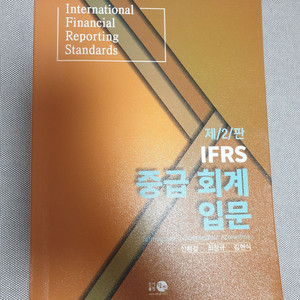 International
Financial
Reporting
Standards
제/2/판
IFRS
중급 회계
입문